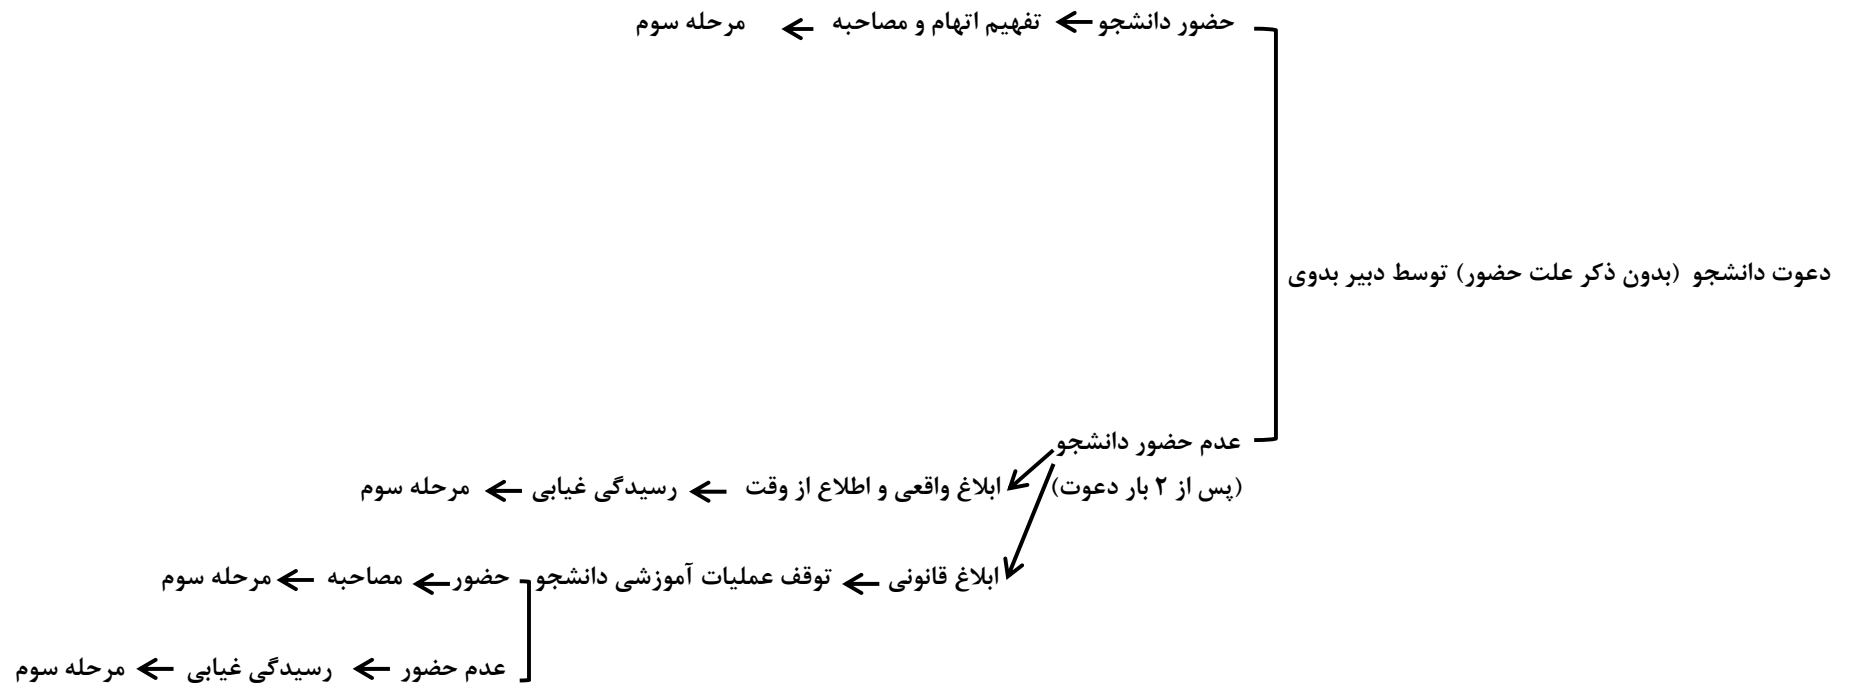 حضور دانشجو ← تفهیم اتهام و مصاحبه ← مرحله سوم
دعوت دانشجو (بدون ذکر علت حضور) توسط دبیر بدوی
عدم حضور دانشجو
(پس از ۲ بار دعوت) ابلاغ واقعی و اطلاع از وقت ← رسیدگی غیابی ← مرحله سوم
ابلاغ قانونی ← توقف عملیات آموزشی دانشجو حضور ← مصاحبه ← مرحله سوم
عدم حضور ← رسیدگی غیابی ← مرحله سوم